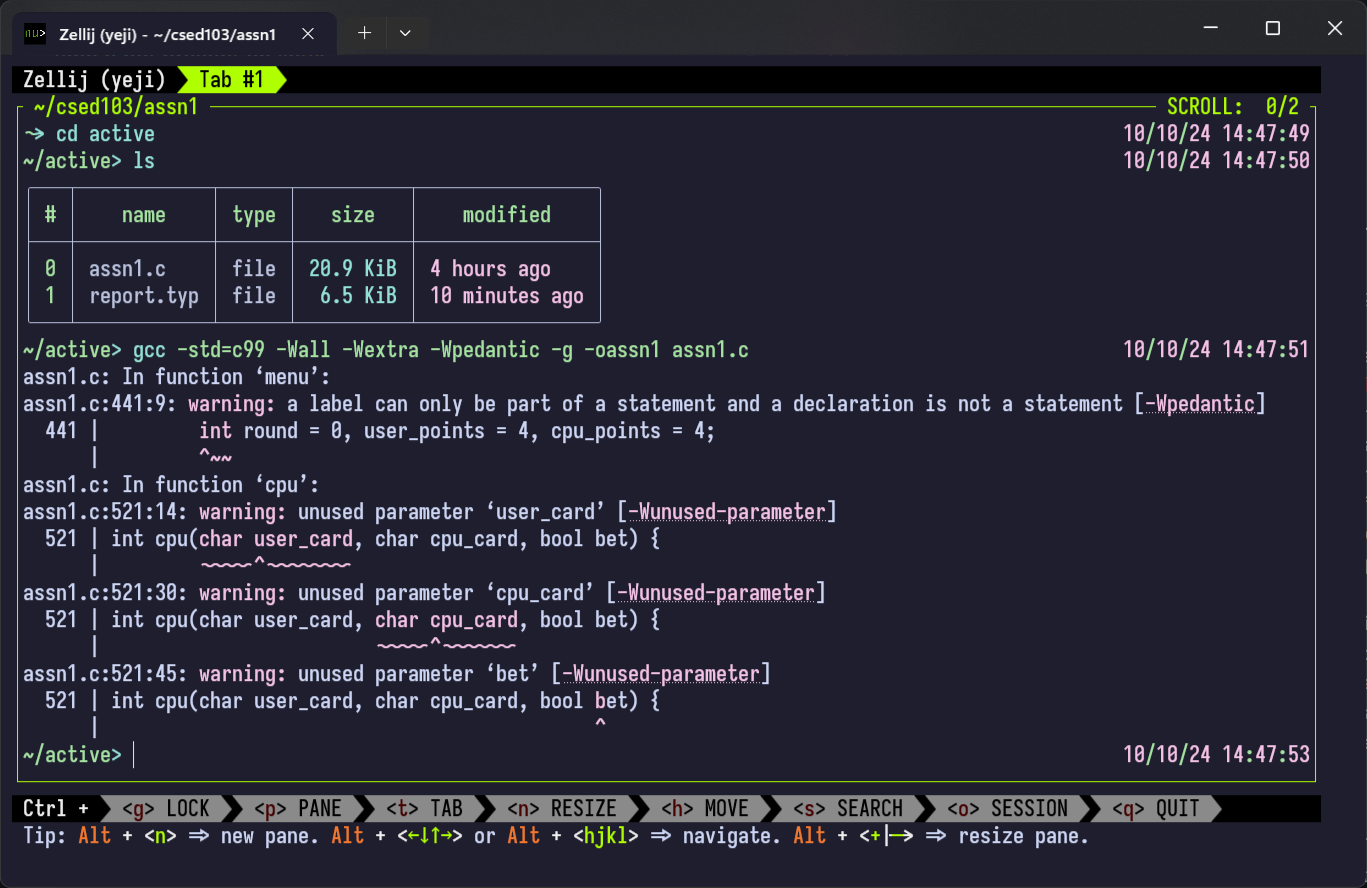 nu> Zellij (yeji) - ~/csed103/assn1
Zellij (yeji) Tab #1
~/csed103/assn1 SCROLL: 0/2
~> cd active 10/10/24 14:47:49
~/active> ls 10/10/24 14:47:50
# name type size modified
0 assn1.c file 20.9 KiB 4 hours ago
1 report.typ file 6.5 KiB 10 minutes ago
~/active> gcc -std=c99 -Wall -Wextra -Wpedantic -g -oassn1 assn1.c 10/10/24 14:47:51
assn1.c: In function ‘menu’:
assn1.c:441:9: warning: a label can only be part of a statement and a declaration is not a statement [-Wpedantic]
441 | int round = 0, user_points = 4, cpu_points = 4;
| ^~~
assn1.c: In function ‘cpu’:
assn1.c:521:14: warning: unused parameter ‘user_card’ [-Wunused-parameter]
521 | int cpu(char user_card, char cpu_card, bool bet) {
| ~~~~~^~~~~~~~~
assn1.c:521:30: warning: unused parameter ‘cpu_card’ [-Wunused-parameter]
521 | int cpu(char user_card, char cpu_card, bool bet) {
| ~~~~~^~~~~~~~
assn1.c:521:45: warning: unused parameter ‘bet’ [-Wunused-parameter]
521 | int cpu(char user_card, char cpu_card, bool bet) {
| ^
~/active> 10/10/24 14:47:53
Ctrl + <g> LOCK <p> PANE <t> TAB <n> RESIZE <h> MOVE <s> SEARCH <o> SESSION <q> QUIT
Tip: Alt + <n> => new pane. Alt + <←↓↑→> or Alt + <hjkl> => navigate. Alt + <+|-> => resize pane.